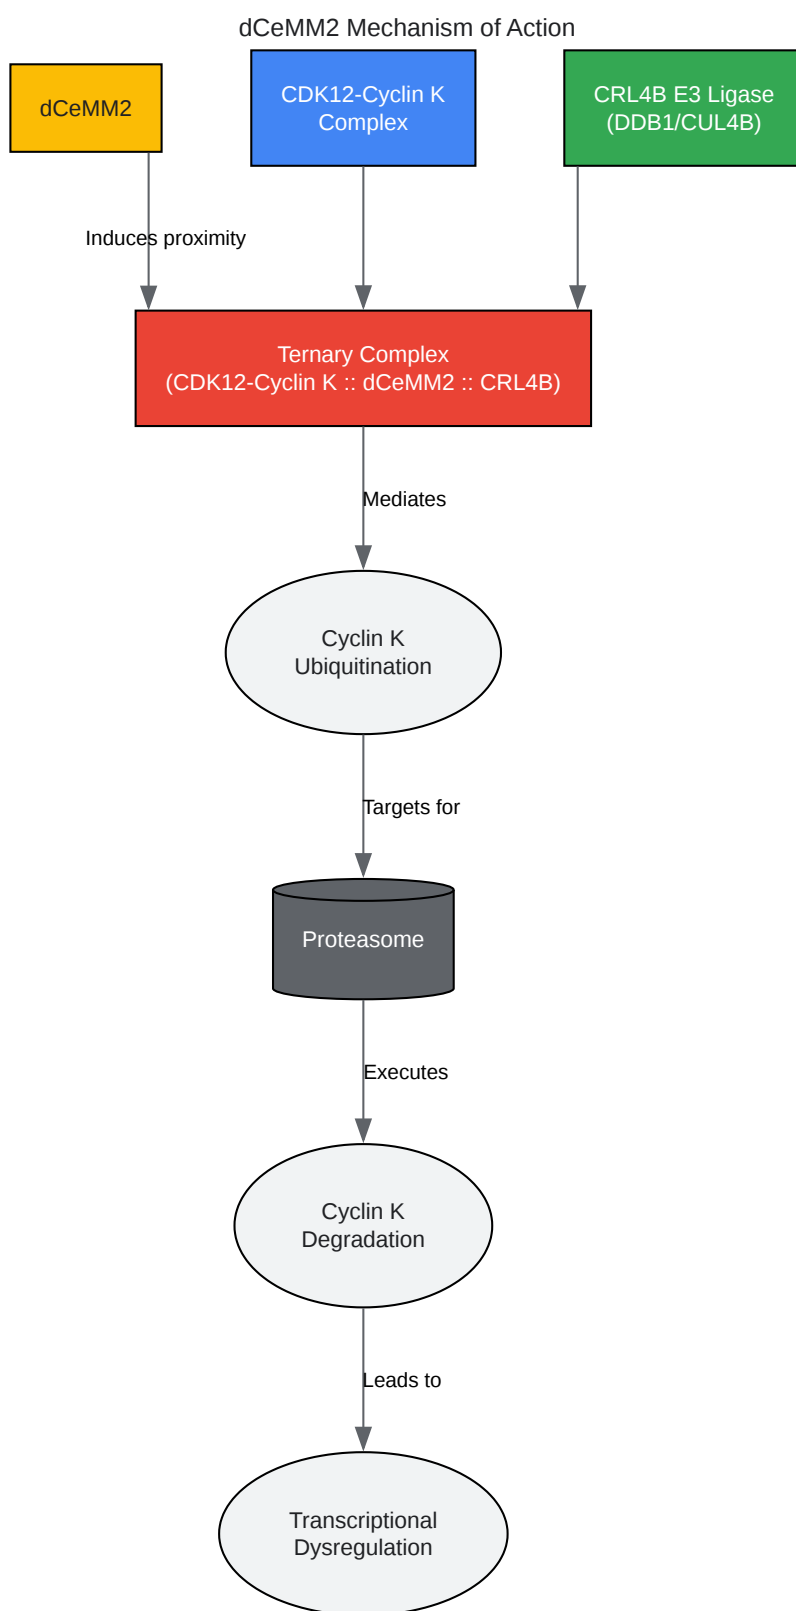 dCeMM2 Mechanism of Action
dCeMM2
CDK12-Cyclin K
Complex
CRL4B E3 Ligase
(DDB1/CUL4B)
Induces proximity
Ternary Complex
(CDK12-Cyclin K :: dCeMM2 :: CRL4B)
Mediates
Cyclin K
Ubiquitination
Targets for
Proteasome
Executes
Cyclin K
Degradation
Leads to
Transcriptional
Dysregulation